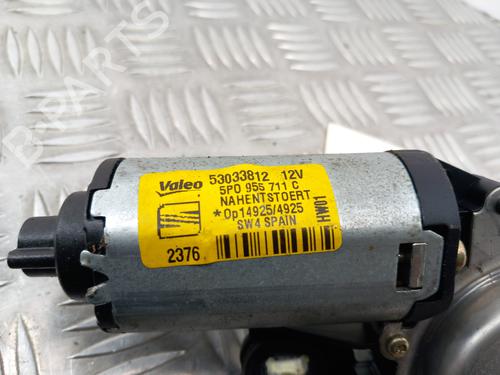 Valeo 53033812 12V
5P0 955 711 C
NAHENTSTOERT
*Op14925/4925
SW4 SPAIN
2376
B-PARTS